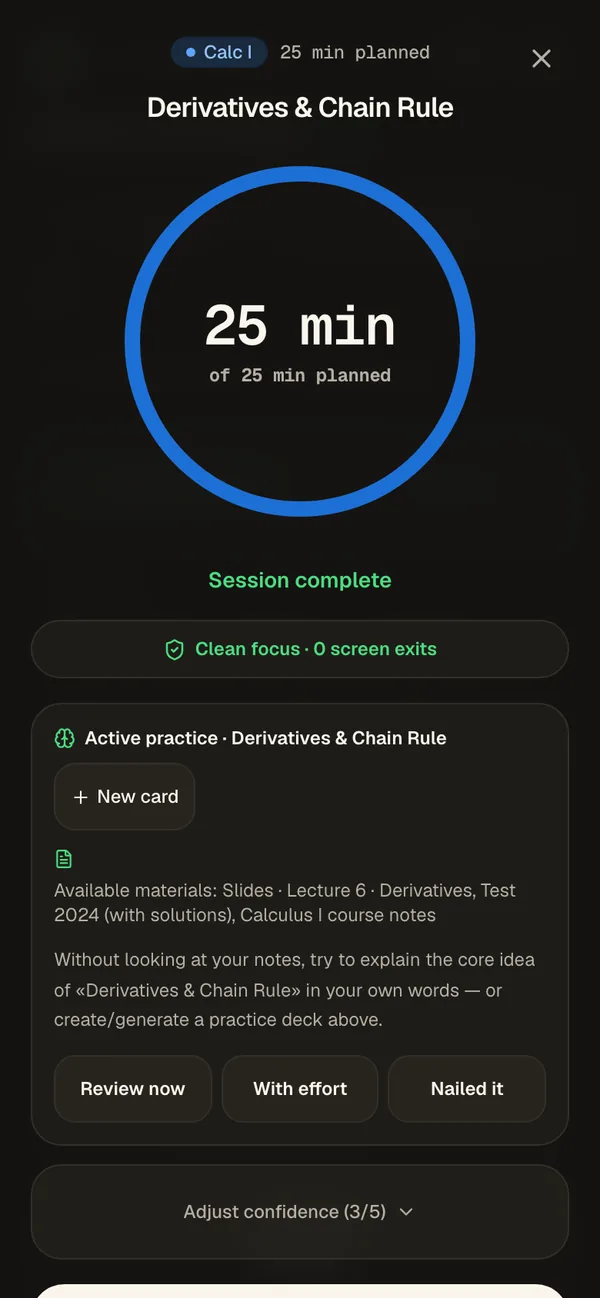 Calc I 25 min planned
Derivatives & Chain Rule
25 min
of 25 min planned
Session complete
Clean focus · 0 screen exits
Active practice · Derivatives & Chain Rule
+ New card
Available materials: Slides · Lecture 6 · Derivatives, Test
2024 (with solutions), Calculus I course notes
Without looking at your notes, try to explain the core idea
of «Derivatives & Chain Rule» in your own words — or
create/generate a practice deck above.
Review now With effort Nailed it
Adjust confidence (3/5)